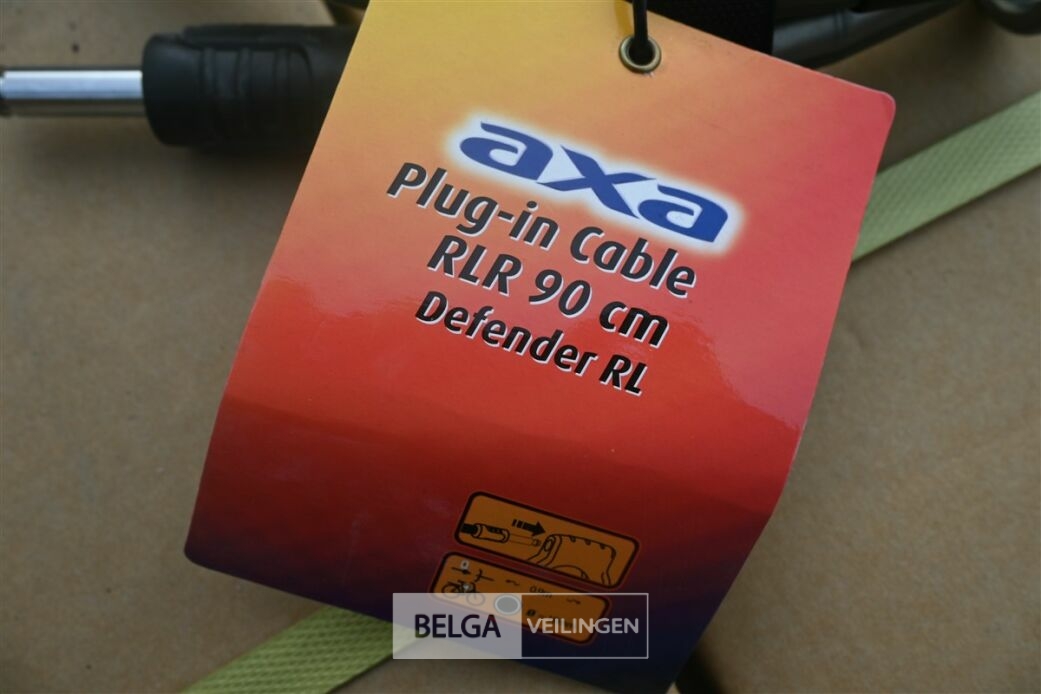 axa
Plug-in Cable
RLR 90 cm
Defender RL
BELGA VEILINGEN